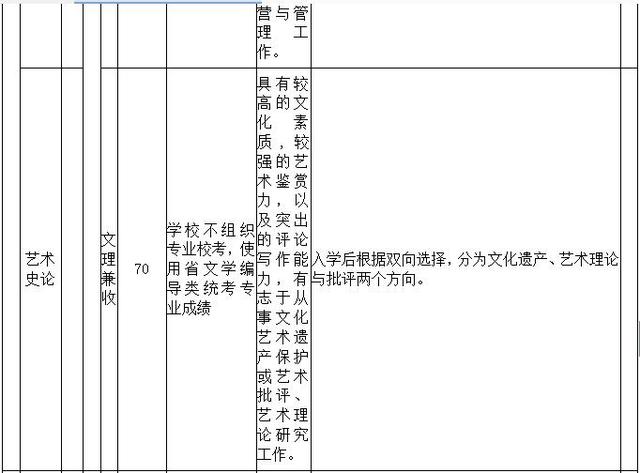 营与管
理工
作。
艺术
史论
文
理
兼
收
70
学校不组织
专业校考，使
用省文学编
导类统考专
业成绩
具有较
高的文
化素
质，较
强的艺
术鉴赏
力，以
及突出
的评论
写作能
力，有
志于从
事文化
艺术遗
产保护
或艺术
批评、
艺术理
论研究
工作。
入学后根据双向选择，分为文化遗产、艺术理论
与批评两个方向。